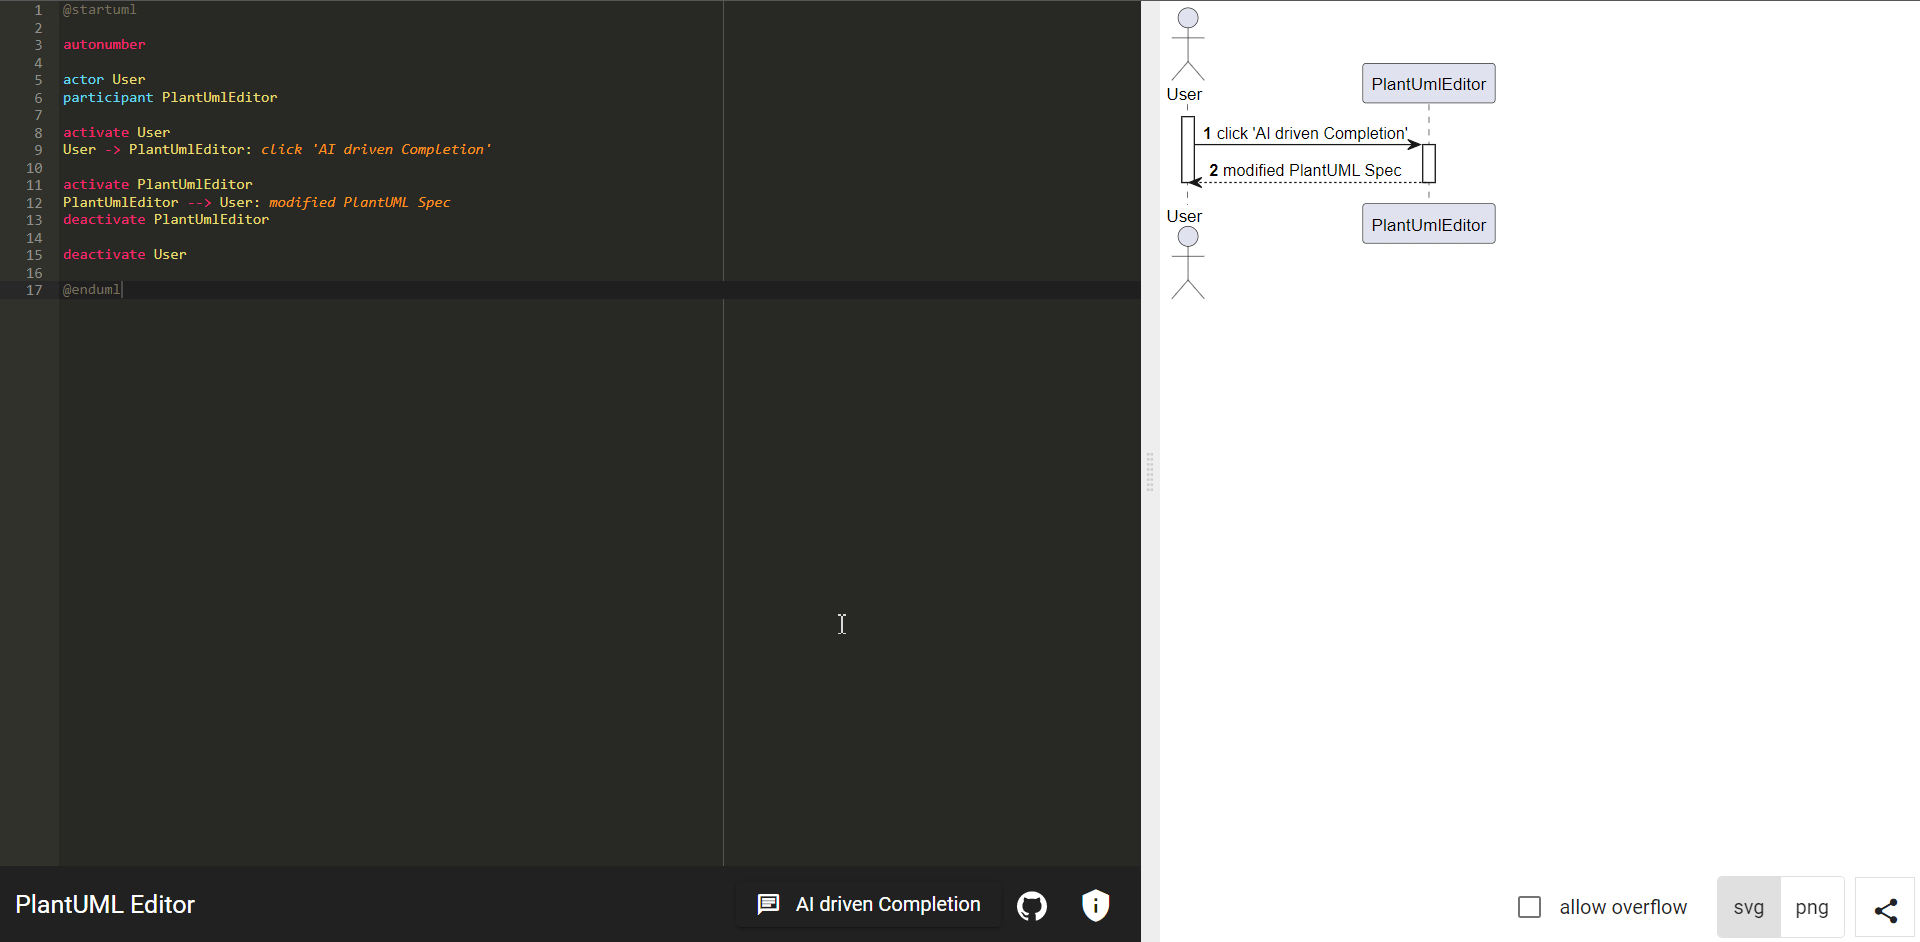 1 @startuml
2
3 autonumber
4
5 actor User
6 participant PlantUmlEditor
7
8 activate User
9 User -> PlantUmlEditor: click 'AI driven Completion'
10
11 activate PlantUmlEditor
12 PlantUmlEditor --> User: modified PlantUML Spec
13 deactivate PlantUmlEditor
14
15 deactivate User
16
17 @enduml
PlantUML Editor
AI driven Completion
User
PlantUmlEditor
1 click 'AI driven Completion'
2 modified PlantUML Spec
User
PlantUmlEditor
allow overflow
svg
png